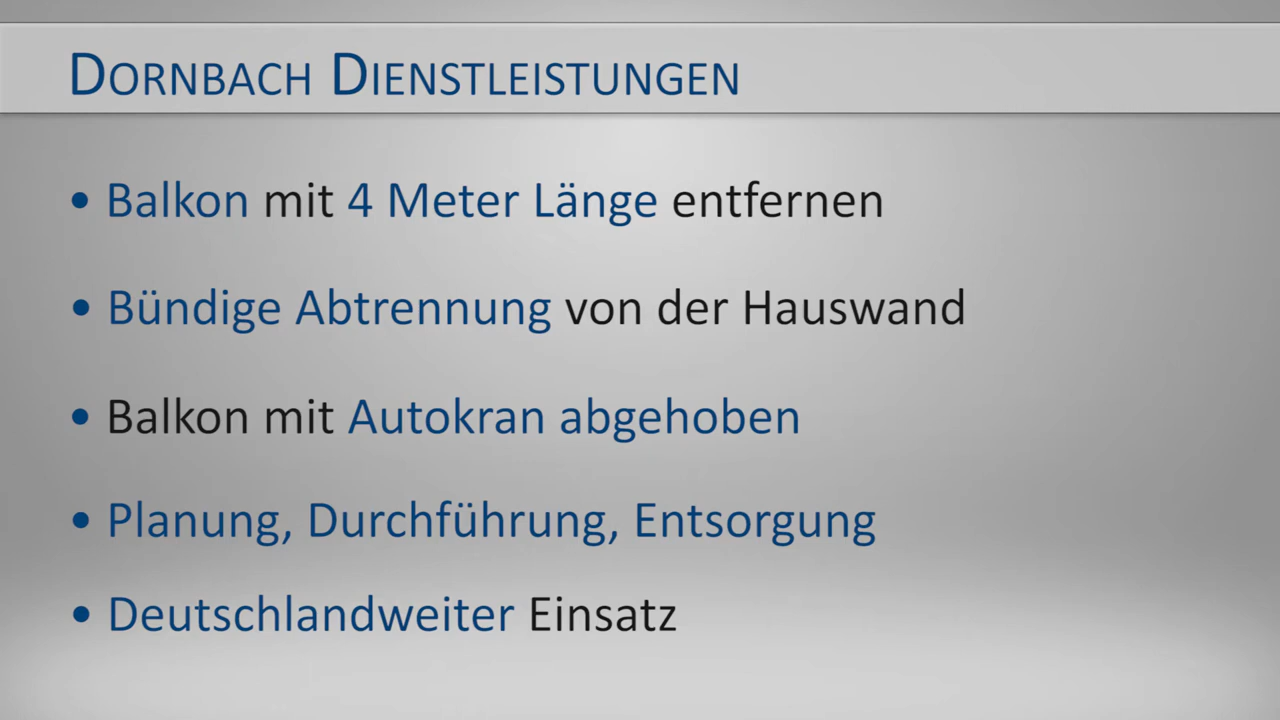 DORNBACH DIENSTLEISTUNGEN
• Balkon mit 4 Meter Länge entfernen
• Bündige Abtrennung von der Hauswand
• Balkon mit Autokran abgehoben
• Planung, Durchführung, Entsorgung
• Deutschlandweiter Einsatz